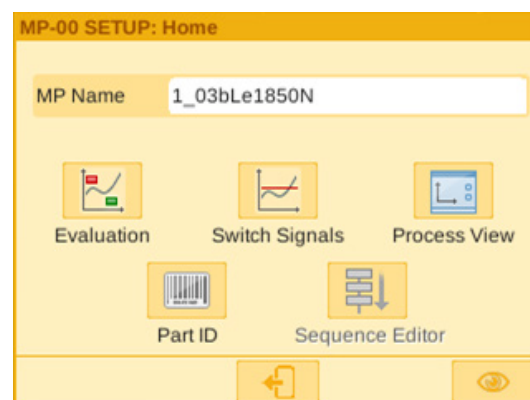 MP-00 SETUP: Home
MP Name 1_03bLe1850N
Evaluation Switch Signals Process View
Part ID Sequence Editor